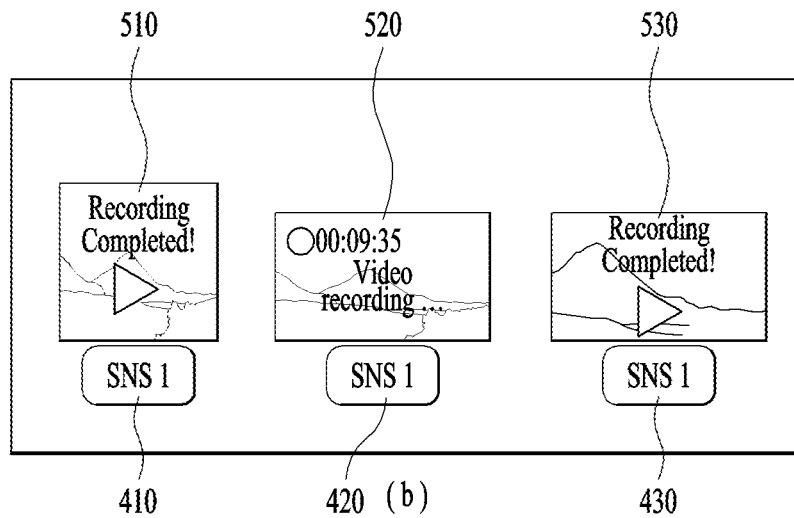 510 520 530
Recording
Completed!
00:09:35
Video
recording ...
Recording
Completed!
SNS 1 SNS 1 SNS 1
410 420 (b) 430